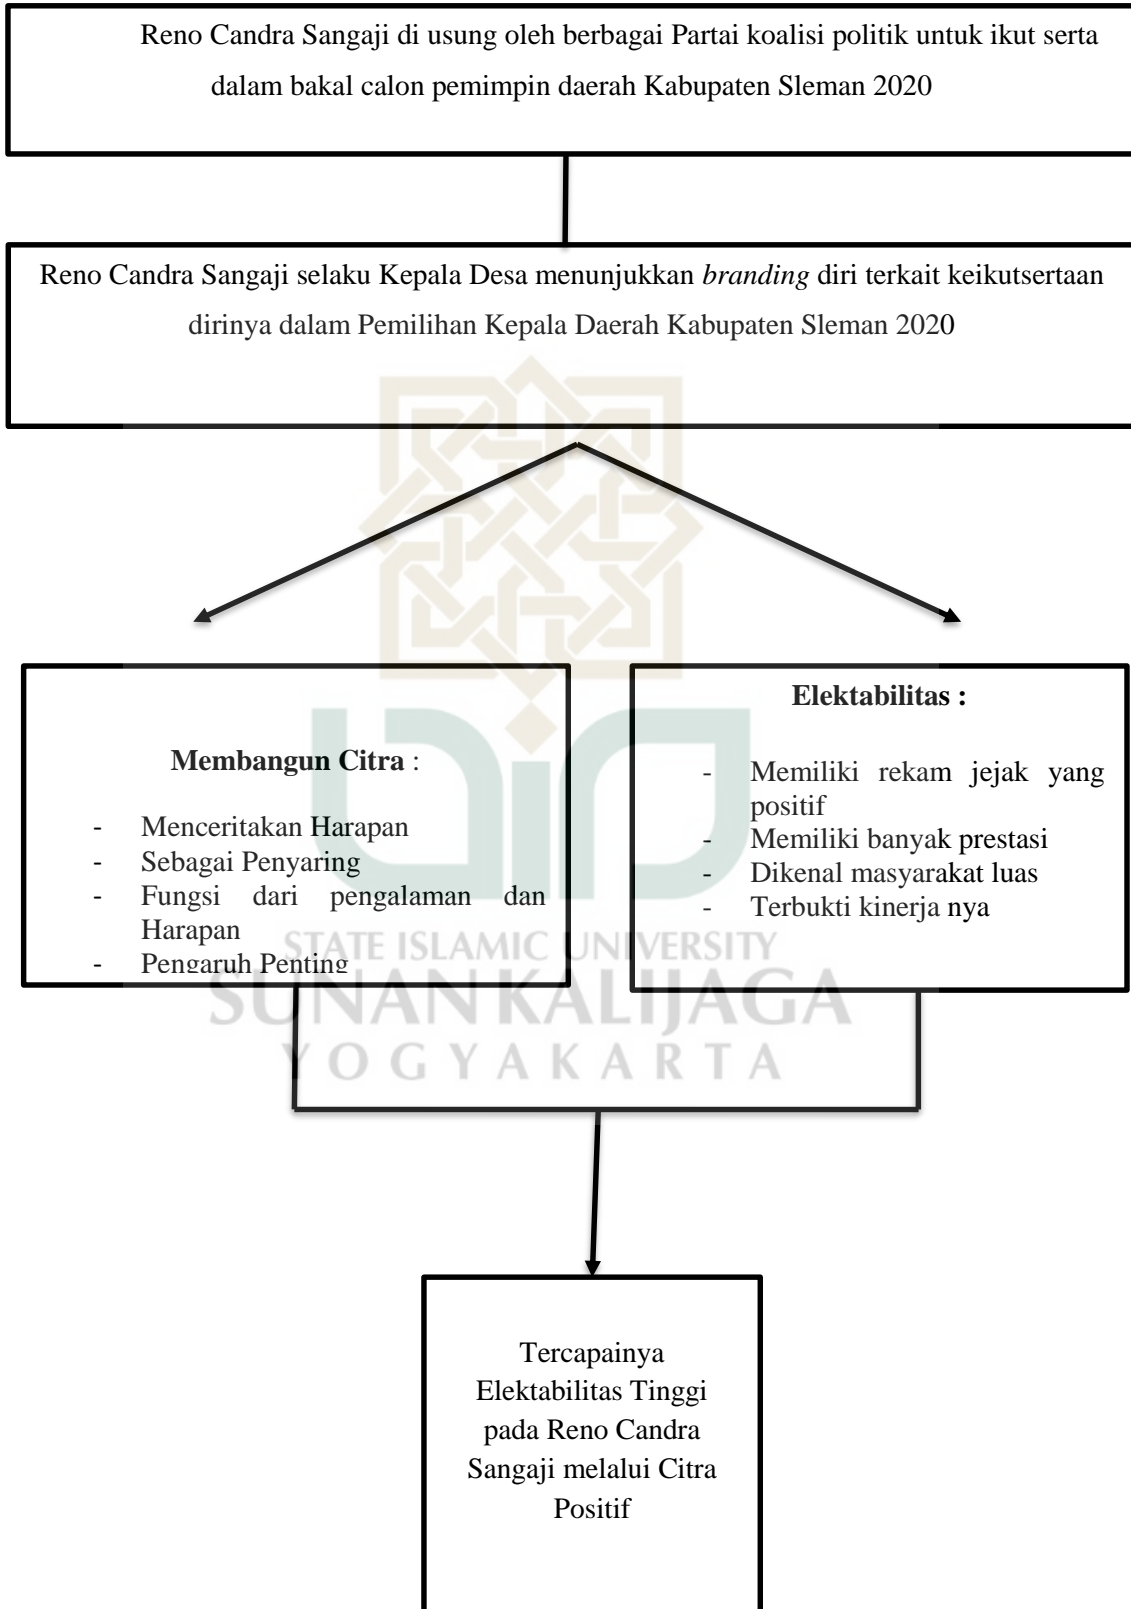 Reno Candra Sangaji di usung oleh berbagai Partai koalisi politik untuk ikut serta
dalam bakal calon pemimpin daerah Kabupaten Sleman 2020
Reno Candra Sangaji selaku Kepala Desa menunjukkan branding diri terkait keikutsertaan
dirinya dalam Pemilihan Kepala Daerah Kabupaten Sleman 2020
Membangun Citra :
- Menceritakan Harapan
- Sebagai Penyaring
- Fungsi dari pengalaman dan
Harapan
- Pengaruh Penting
Elektabilitas :
- Memiliki rekam jejak yang
positif
- Memiliki banyak prestasi
- Dikenal masyarakat luas
- Terbukti kinerja nya
STATE ISLAMIC UNIVERSITY
SUNAN KALIJAGA
YOGYAKARTA
Tercapainya
Elektabilitas Tinggi
pada Reno Candra
Sangaji melalui Citra
Positif